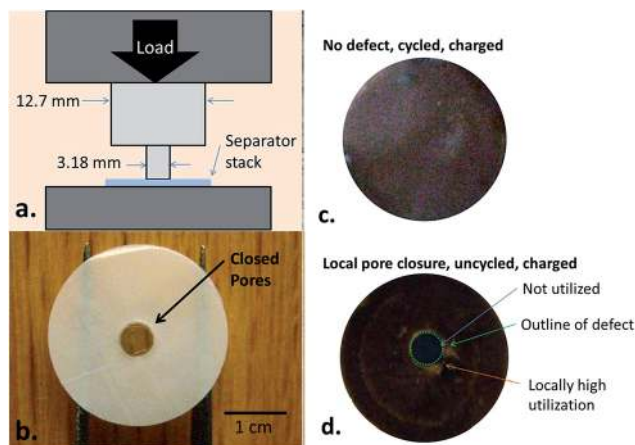 Load
12.7 mm
3.18 mm
Separator
stack
a.
Closed
Pores
b.
1 cm
No defect, cycled, charged
c.
Local pore closure, uncycled, charged
Not utilized
Outline of defect
Locally high
utilization
d.